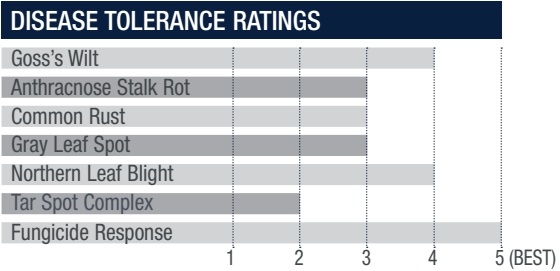 DISEASE TOLERANCE RATINGS
Goss's Wilt
Anthracnose Stalk Rot
Common Rust
Gray Leaf Spot
Northern Leaf Blight
Tar Spot Complex
Fungicide Response
1 2 3 4 5 (BEST)